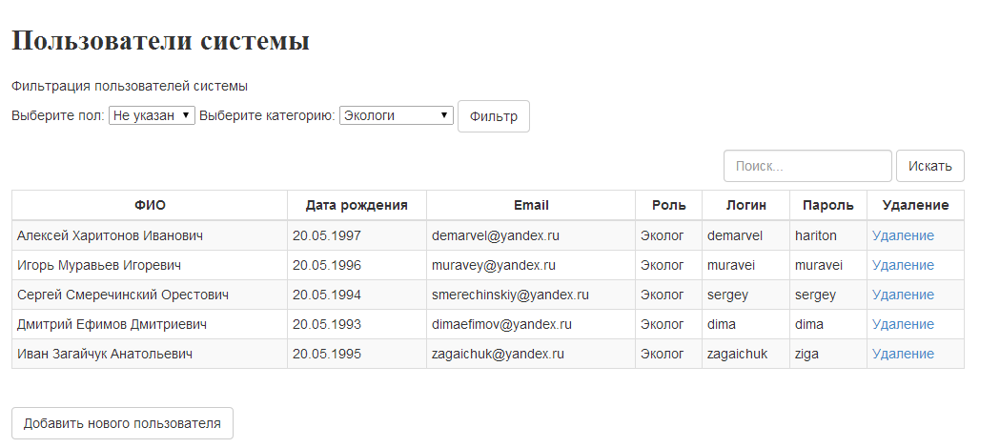 Пользователи системы
Фильтрация пользователей системы
Выберите пол: Не указан Выберите категорию: Экологи Фильтр
Поиск... Искать
ФИО Дата рождения Email Роль Логин Пароль Удаление
Алексей Харитонов Иванович 20.05.1997 demarvel@yandex.ru Эколог demarvel hariton Удаление
Игорь Муравьев Игоревич 20.05.1996 muravey@yandex.ru Эколог muravei muravei Удаление
Сергей Смеречинский Орестович 20.05.1994 smerechinskiy@yandex.ru Эколог sergey sergey Удаление
Дмитрий Ефимов Дмитриевич 20.05.1993 dimaefimov@yandex.ru Эколог dima dima Удаление
Иван Загайчук Анатольевич 20.05.1995 zagaichuk@yandex.ru Эколог zagaichuk ziga Удаление
Добавить нового пользователя